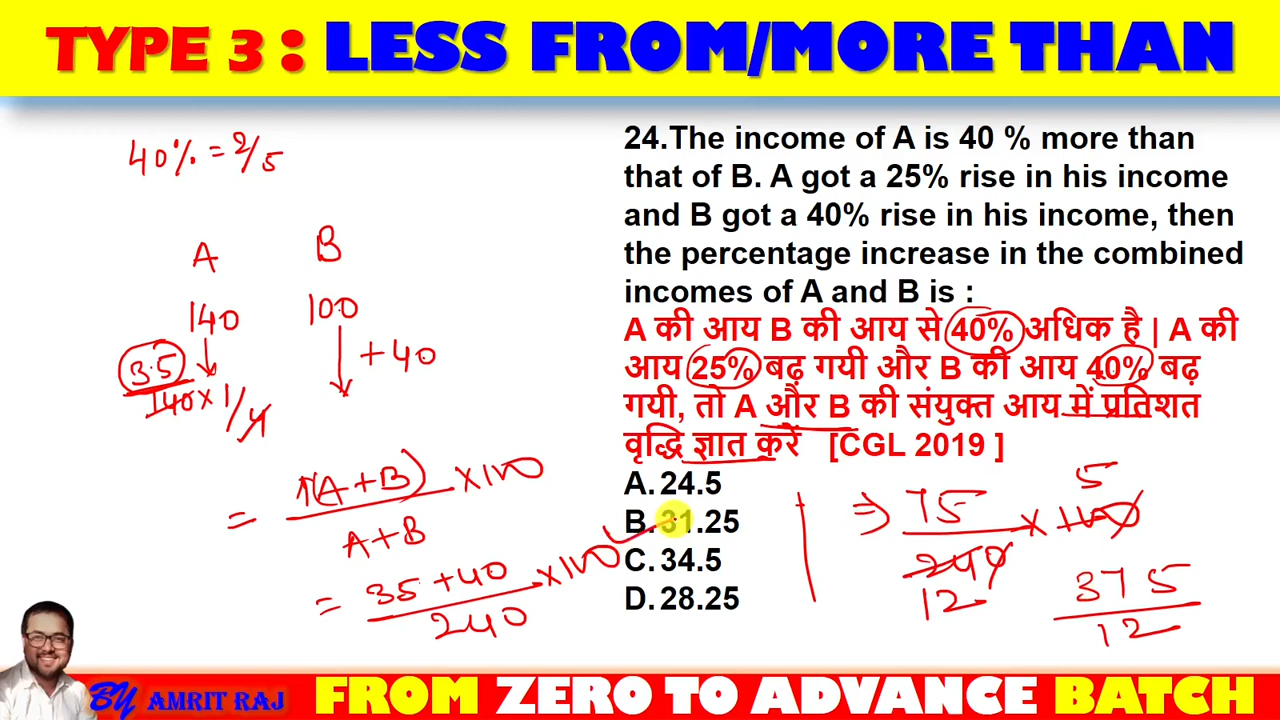 TYPE 3 : LESS FROM/MORE THAN
40% = 2/5
A B
140 100
3.5 +40
140 × 1/4
= ↑(A+B) ×100
A+B
= 35 +40 ×100
240
24.The income of A is 40 % more than
that of B. A got a 25% rise in his income
and B got a 40% rise in his income, then
the percentage increase in the combined
incomes of A and B is :
A की आय B की आय से 40% अधिक है | A की
आय 25% बढ़ गयी और B की आय 40% बढ़
गयी, तो A और B की संयुक्त आय में प्रतिशत
वृद्धि ज्ञात करें [CGL 2019 ]
A. 24.5
B. 31.25
C. 34.5
D. 28.25
⇒ 75 × 100 5
240
12
375
12
BY AMRIT RAJ
FROM ZERO TO ADVANCE BATCH